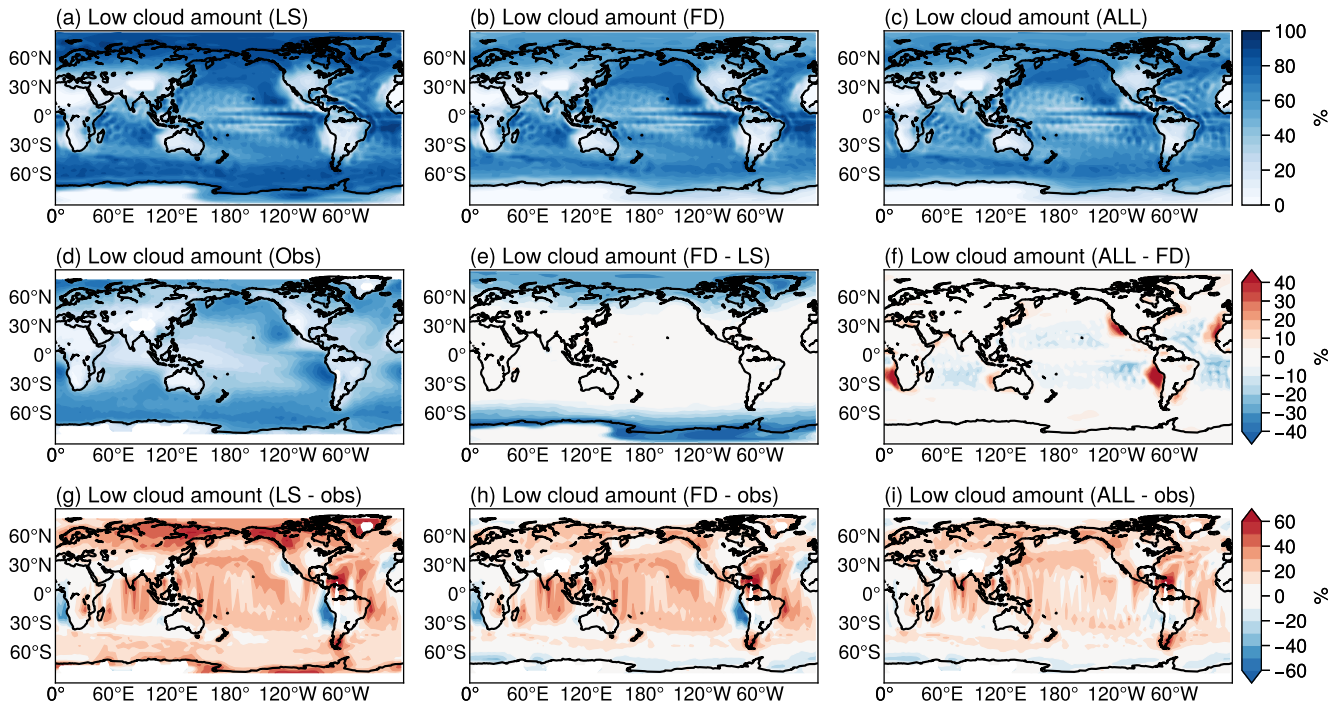 (a) Low cloud amount (LS)
(b) Low cloud amount (FD)
(c) Low cloud amount (ALL)
60°N
30°N
0°
30°S
60°S
0° 60°E 120°E 180° 120°W 60°W
60°N
30°N
0°
30°S
60°S
0° 60°E 120°E 180° 120°W 60°W
60°N
30°N
0°
30°S
60°S
0° 60°E 120°E 180° 120°W 60°W
100
80
60
40
20
0
%
(d) Low cloud amount (Obs)
(e) Low cloud amount (FD - LS)
(f) Low cloud amount (ALL - FD)
60°N
30°N
0°
30°S
60°S
0° 60°E 120°E 180° 120°W 60°W
60°N
30°N
0°
30°S
60°S
0° 60°E 120°E 180° 120°W 60°W
60°N
30°N
0°
30°S
60°S
0° 60°E 120°E 180° 120°W 60°W
40
30
20
10
0
−10
−20
−30
−40
%
(g) Low cloud amount (LS - obs)
(h) Low cloud amount (FD - obs)
(i) Low cloud amount (ALL - obs)
60°N
30°N
0°
30°S
60°S
0° 60°E 120°E 180° 120°W 60°W
60°N
30°N
0°
30°S
60°S
0° 60°E 120°E 180° 120°W 60°W
60°N
30°N
0°
30°S
60°S
0° 60°E 120°E 180° 120°W 60°W
60
40
20
0
−20
−40
−60
%